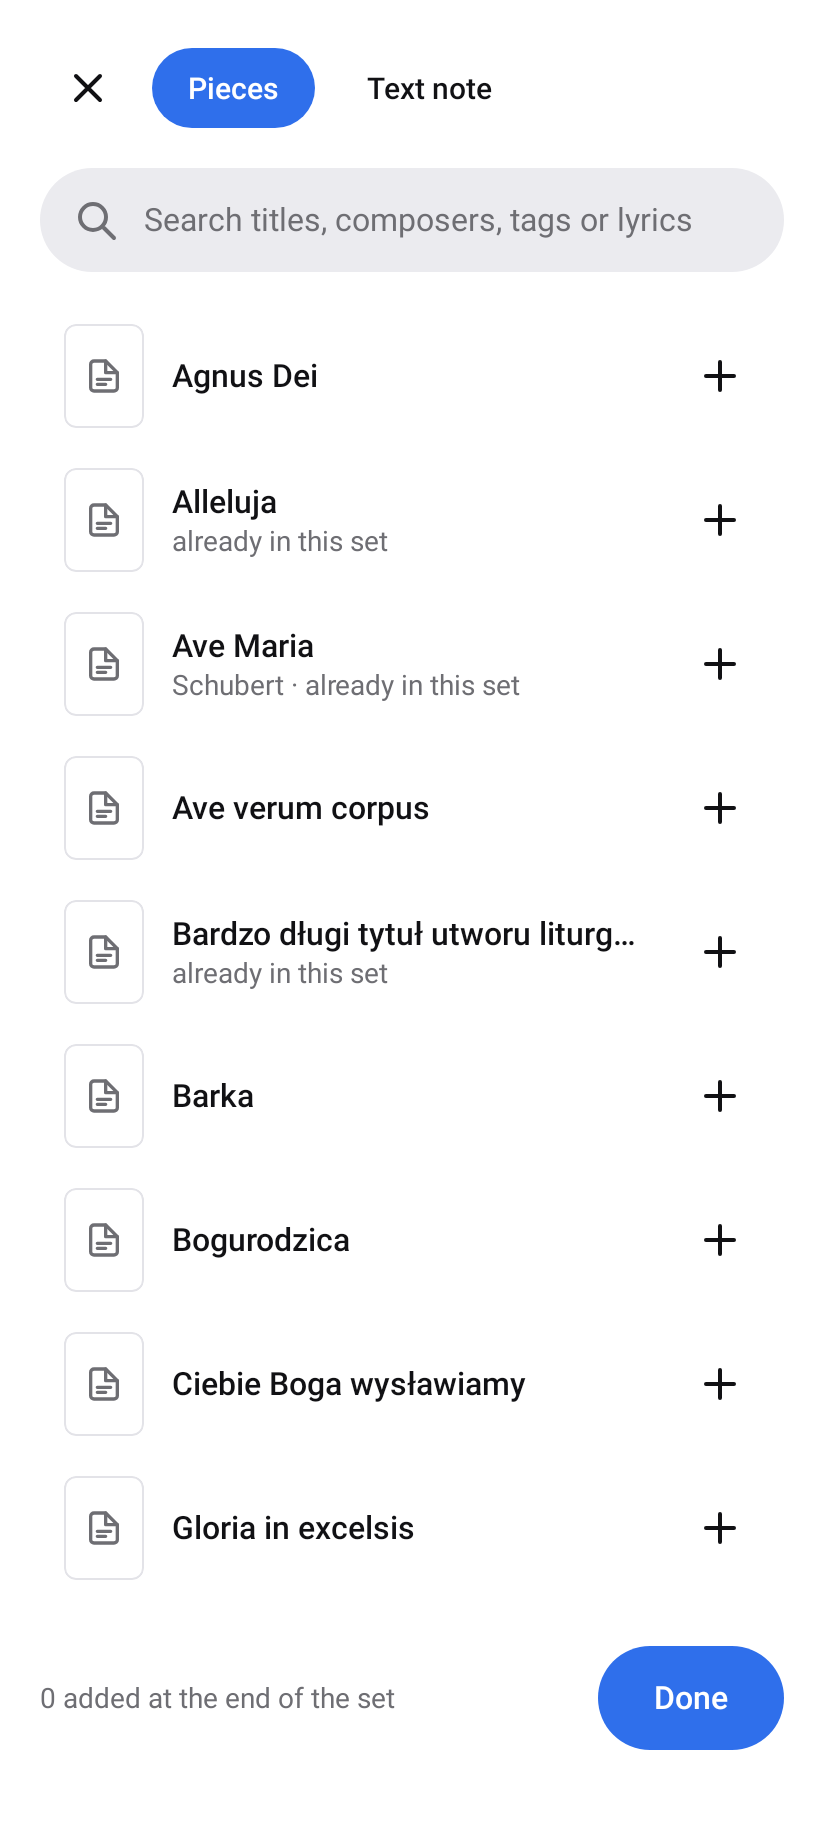 Pieces
Text note
Search titles, composers, tags or lyrics
Agnus Dei
Alleluja
already in this set
Ave Maria
Schubert · already in this set
Ave verum corpus
Bardzo długi tytuł utworu liturg...
already in this set
Barka
Bogurodzica
Ciebie Boga wysławiamy
Gloria in excelsis
0 added at the end of the set
Done